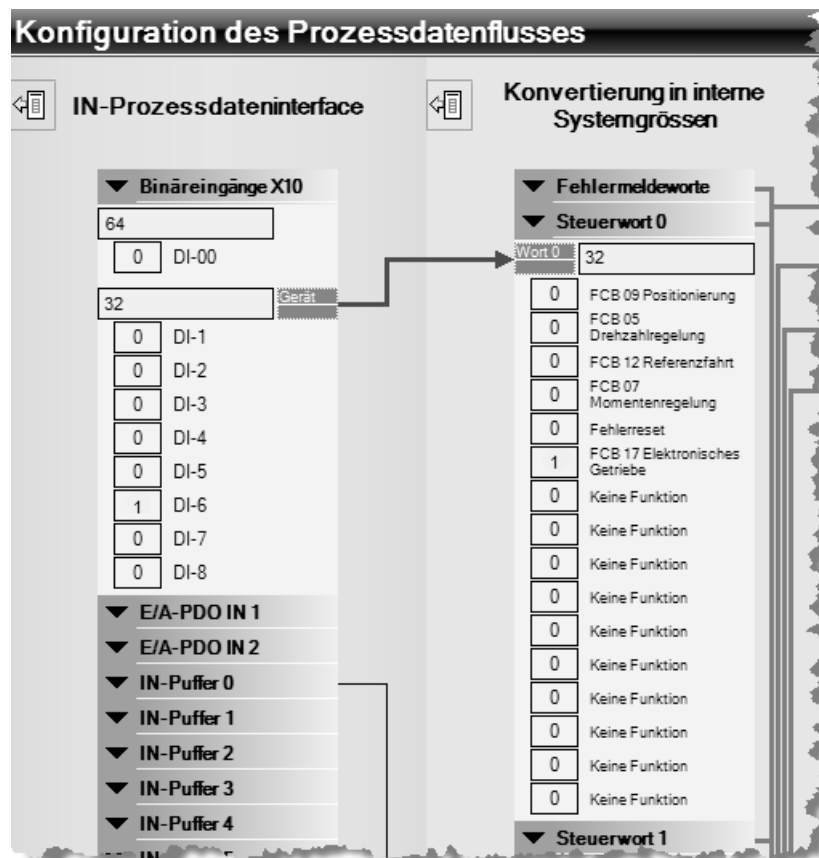 Konfiguration des Prozessdatenflusses
IN-Prozessdateninterface
Binäreingänge X10
64
0 DI-00
32 Gerät
0 DI-1
0 DI-2
0 DI-3
0 DI-4
0 DI-5
1 DI-6
0 DI-7
0 DI-8
E/A-PDO IN 1
E/A-PDO IN 2
IN-Puffer 0
IN-Puffer 1
IN-Puffer 2
IN-Puffer 3
IN-Puffer 4
Konvertierung in interne
Systemgrössen
Fehlermeldeworte
Steuerwort 0
Wort 0 32
0 FCB 09 Positionierung
0 FCB 05
Drehzahlregelung
0 FCB 12 Referenzfahrt
0 FCB 07
Momentenregelung
0 Fehlerreset
1 FCB 17 Elektronisches
Getriebe
0 Keine Funktion
0 Keine Funktion
0 Keine Funktion
0 Keine Funktion
0 Keine Funktion
0 Keine Funktion
0 Keine Funktion
0 Keine Funktion
0 Keine Funktion
0 Keine Funktion
Steuerwort 1